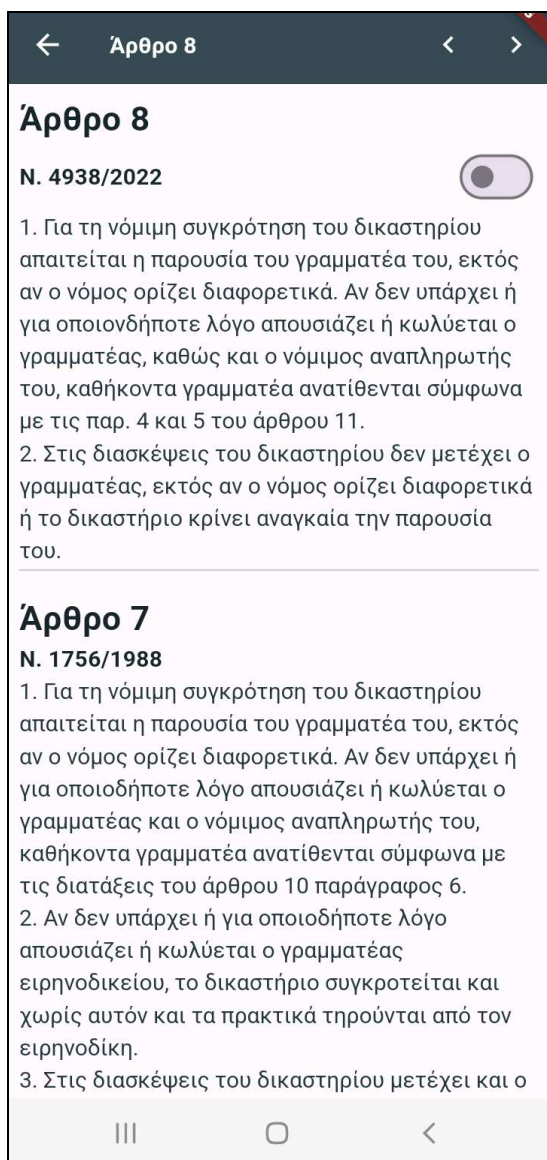 Άρθρο 8
Άρθρο 8
Ν. 4938/2022
1. Για τη νόμιμη συγκρότηση του δικαστηρίου
απαιτείται η παρουσία του γραμματέα του, εκτός
αν ο νόμος ορίζει διαφορετικά. Αν δεν υπάρχει ή
για οποιονδήποτε λόγο απουσιάζει ή κωλύεται ο
γραμματέας, καθώς και ο νόμιμος αναπληρωτής
του, καθήκοντα γραμματέα ανατίθενται σύμφωνα
με τις παρ. 4 και 5 του άρθρου 11.
2. Στις διασκέψεις του δικαστηρίου δεν μετέχει ο
γραμματέας, εκτός αν ο νόμος ορίζει διαφορετικά
ή το δικαστήριο κρίνει αναγκαία την παρουσία
του.
Άρθρο 7
Ν. 1756/1988
1. Για τη νόμιμη συγκρότηση του δικαστηρίου
απαιτείται η παρουσία του γραμματέα του, εκτός
αν ο νόμος ορίζει διαφορετικά. Αν δεν υπάρχει ή
για οποιοδήποτε λόγο απουσιάζει ή κωλύεται ο
γραμματέας και ο νόμιμος αναπληρωτής του,
καθήκοντα γραμματέα ανατίθενται σύμφωνα με
τις διατάξεις του άρθρου 10 παράγραφος 6.
2. Αν δεν υπάρχει ή για οποιοδήποτε λόγο
απουσιάζει ή κωλύεται ο γραμματέας
ειρηνοδικείου, το δικαστήριο συγκροτείται και
χωρίς αυτόν και τα πρακτικά τηρούνται από τον
ειρηνοδίκη.
3. Στις διασκέψεις του δικαστηρίου μετέχει και ο